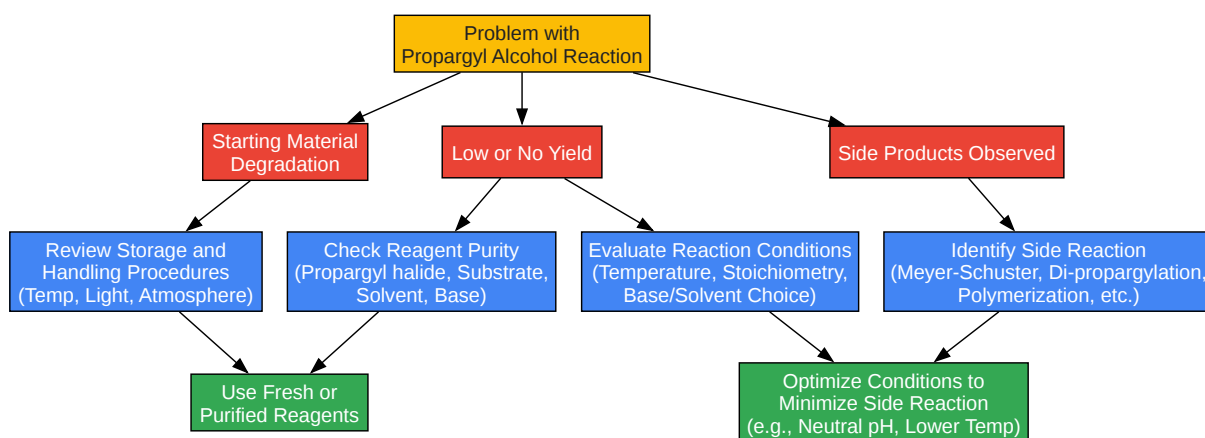 Problem with
Propargyl Alcohol Reaction
Starting Material
Degradation
Low or No Yield
Side Products Observed
Review Storage and
Handling Procedures
(Temp, Light, Atmosphere)
Check Reagent Purity
(Propargyl halide, Substrate,
Solvent, Base)
Evaluate Reaction Conditions
(Temperature, Stoichiometry,
Base/Solvent Choice)
Identify Side Reaction
(Meyer-Schuster, Di-propargylation,
Polymerization, etc.)
Use Fresh or
Purified Reagents
Optimize Conditions to
Minimize Side Reaction
(e.g., Neutral pH, Lower Temp)